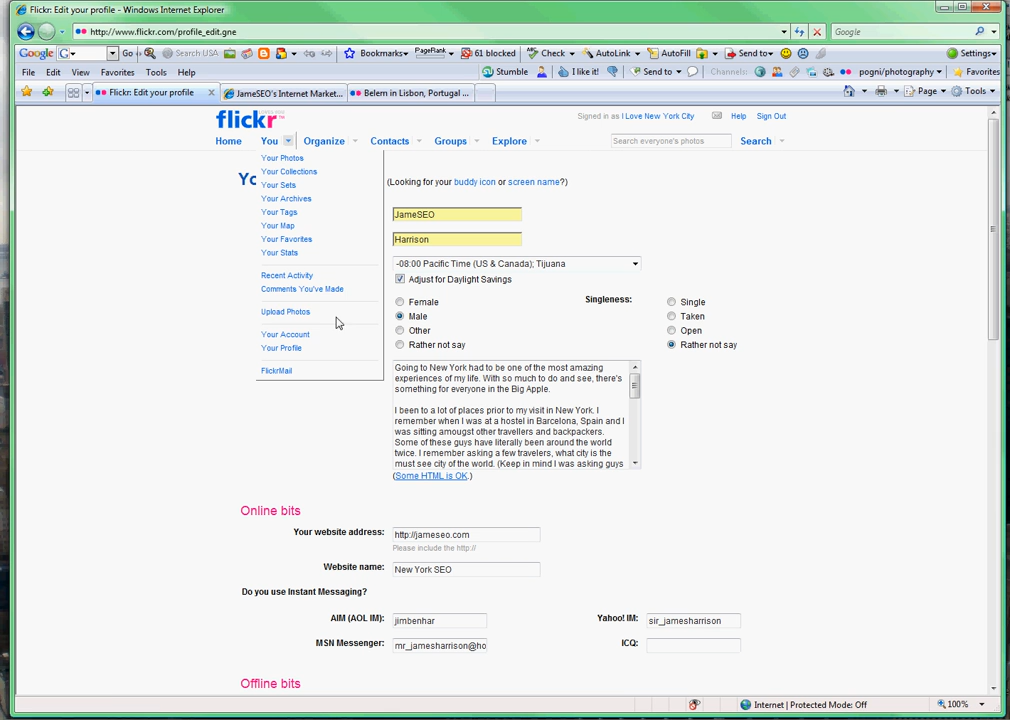 Flickr: Edit your profile - Windows Internet Explorer
http://www.flickr.com/profile_edit.gne
Google
Google
G
Go
Search USA
Bookmarks
PageRank
61 blocked
Check
AutoLink
AutoFill
Send to
Settings
File Edit View Favorites Tools Help
Stumble
I like it!
Send to
Channels:
pogni/photography
Favorites
Flickr: Edit your profile
JameSEO's Internet Market...
Belem in Lisbon, Portugal ...
Page
Tools
flickr
Signed in as I Love New York City
Help
Sign Out
Home
You
Organize
Contacts
Groups
Explore
Search everyone's photos
Search
Your Photos
Your Collections
Your Sets
Your Archives
Your Tags
Your Map
Your Favorites
Your Stats
Recent Activity
Comments You've Made
Upload Photos
Your Account
Your Profile
FlickrMail
Yo
(Looking for your buddy icon or screen name?)
JameSEO
Harrison
-08:00 Pacific Time (US & Canada); Tijuana
Adjust for Daylight Savings
Female
Male
Other
Rather not say
Singleness:
Single
Taken
Open
Rather not say
Going to New York had to be one of the most amazing
experiences of my life. With so much to do and see, there's
something for everyone in the Big Apple.
I been to a lot of places prior to my visit in New York. I
remember when I was at a hostel in Barcelona, Spain and I
was sitting amougst other travellers and backpackers.
Some of these guys have literally been around the world
twice. I remember asking a few travelers, what city is the
must see city of the world. (Keep in mind I was asking guys
(Some HTML is OK.)
Online bits
Your website address: http://jameseo.com
Please include the http://
Website name: New York SEO
Do you use Instant Messaging?
AIM (AOL IM): jimbenhar
Yahoo! IM: sir_jamesharrison
MSN Messenger: mr_jamesharrison@ho
ICQ:
Offline bits
Internet | Protected Mode: Off
100%